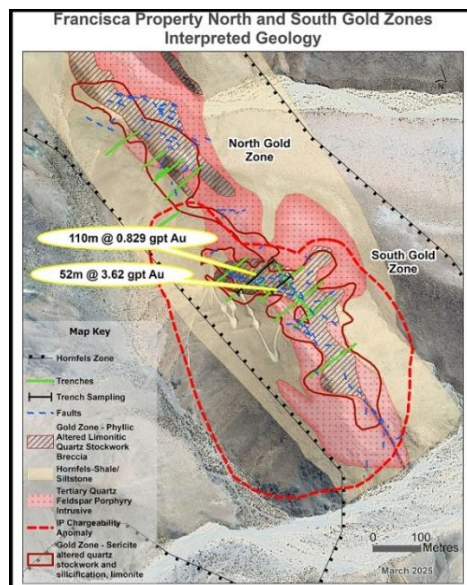 Francisca Property North and South Gold Zones
Interpreted Geology
N
North Gold
Zone
110m @ 0.829 gpt Au
South Gold
Zone
52m @ 3.62 gpt Au
Map Key
Hornfels Zone
Trenches
Trench Sampling
Faults
Gold Zone - Phyllic
Altered Limonitic
Quartz Stockwork
Breccia
Hornfels-Shale/
Siltstone
Tertiary Quartz
Feldspar Porphyry
Intrusive
IP Chargeability
Anomaly
Gold Zone - Sericite
altered quartz
stockwork and
silicification, limonite
0 100
Metres
March 2025